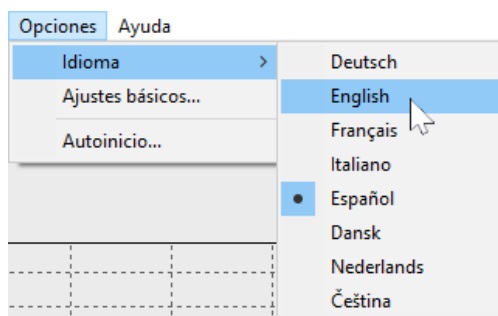 Opciones Ayuda
Idioma
Ajustes básicos...
Autoinicio...
Deutsch
English
Français
Italiano
Español
Dansk
Nederlands
Čeština